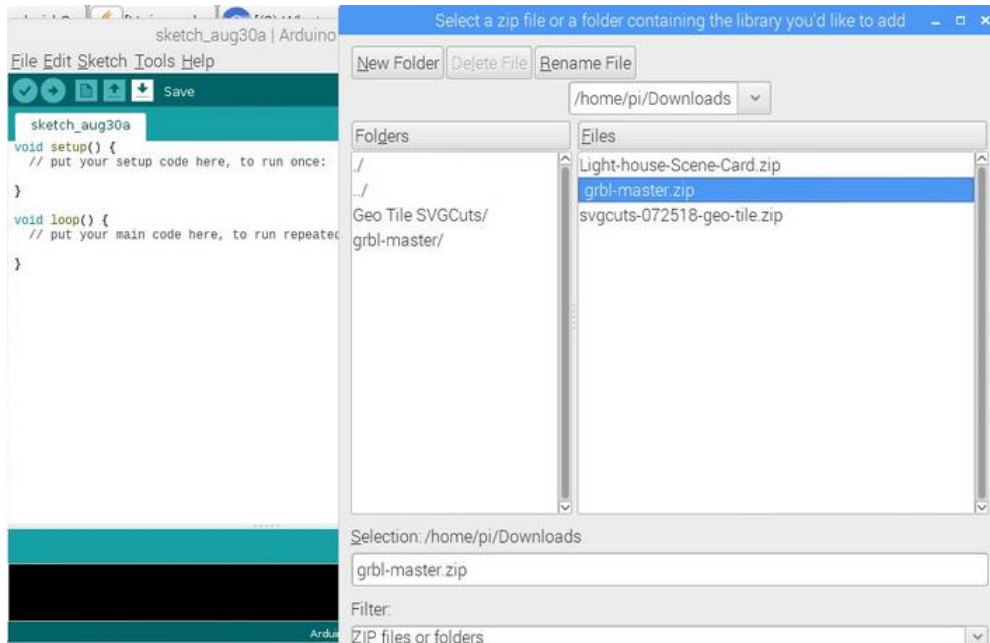 sketch_aug30a | Arduino
File Edit Sketch Tools Help
Save
sketch_aug30a
void setup() {
// put your setup code here, to run once:
}
void loop() {
// put your main code here, to run repeated
}
Select a zip file or a folder containing the library you'd like to add
New Folder Delete File Rename File
/home/pi/Downloads
Folders
./
../
Geo Tile SVGCuts/
grbl-master/
Files
Light-house-Scene-Card.zip
grbl-master.zip
svgcuts-072518-geo-tile.zip
Selection: /home/pi/Downloads
grbl-master.zip
Filter:
ZIP files or folders